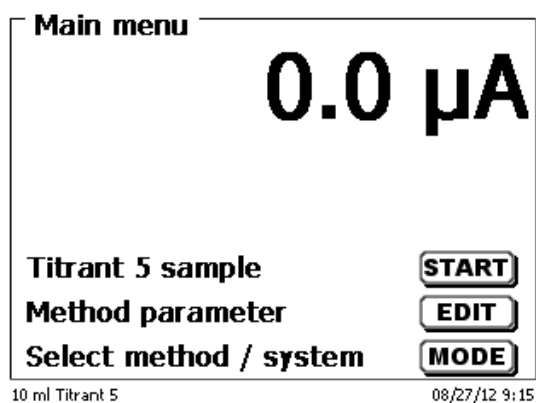 Main menu
0.0 µA
Titrant 5 sample START
Method parameter EDIT
Select method / system MODE
10 ml Titrant 5 08/27/12 9:15